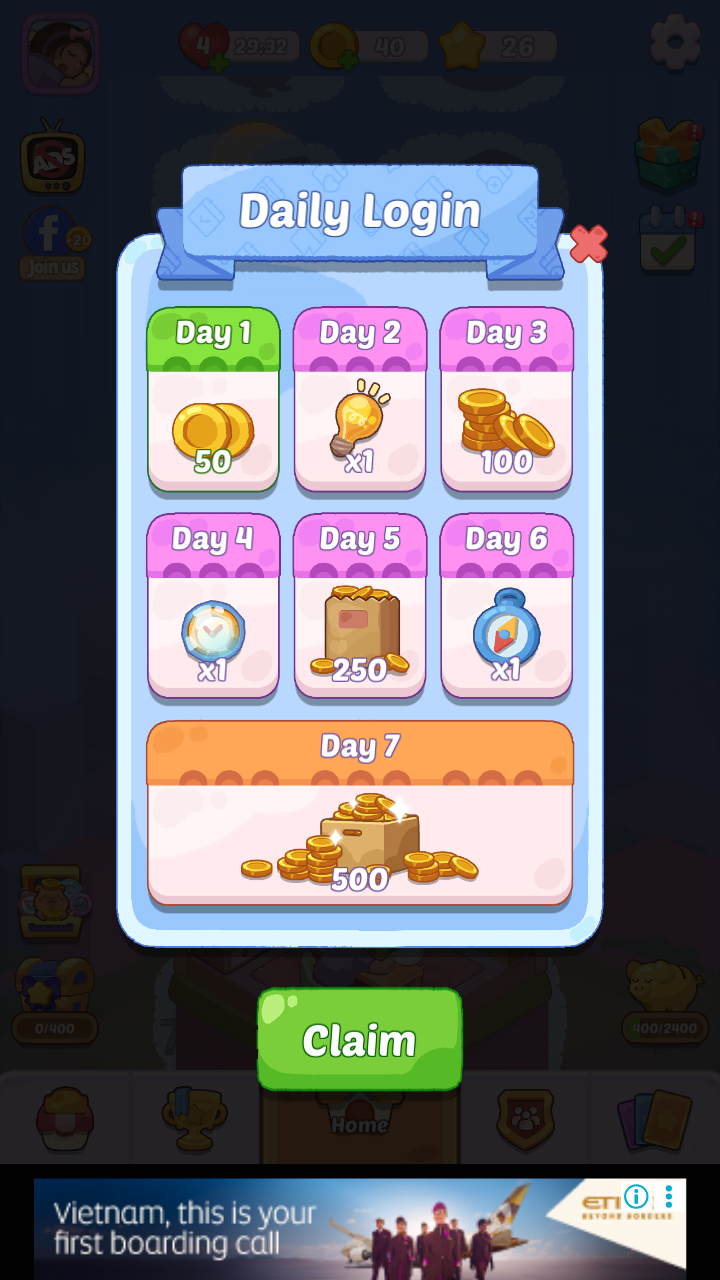 4
29:32
40
26
ADS
+20
Join us
Daily Login
Day 1
50
Day 2
x1
Day 3
100
Day 4
x1
Day 5
250
Day 6
x1
Day 7
500
Claim
0/400
400/2400
Home
Vietnam, this is your
first boarding call
BEYOND BORDERS